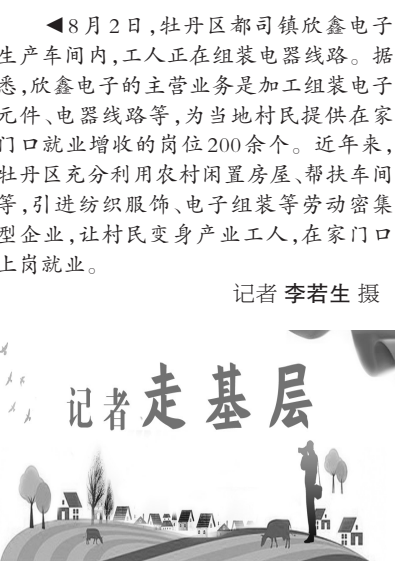 ◀8月2日,牡丹区都司镇欣鑫电子
生产车间内,工人正在组装电器线路。据
悉,欣鑫电子的主营业务是加工组装电子
元件、电器线路等,为当地村民提供在家
门口就业增收的岗位200余个。近年来,
牡丹区充分利用农村闲置房屋、帮扶车间
等,引进纺织服饰、电子组装等劳动密集
型企业,让村民变身产业工人,在家门口
上岗就业。
记者 李若生 摄
记者走基层